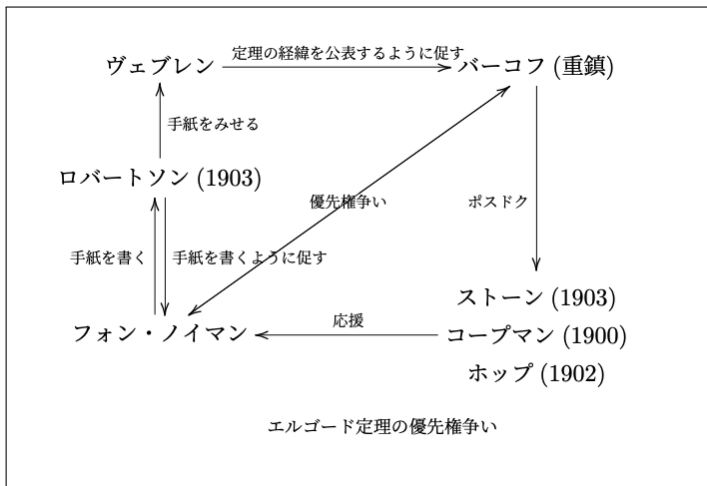 定理の経緯を公表するように促す
ヴェブレン
バーコフ (重鎮)
手紙をみせる
ロバートソン (1903)
優先権争い
ポスドク
手紙を書く
手紙を書くように促す
ストーン (1903)
フォン・ノイマン
応援
コープマン (1900)
ホップ (1902)
エルゴード定理の優先権争い